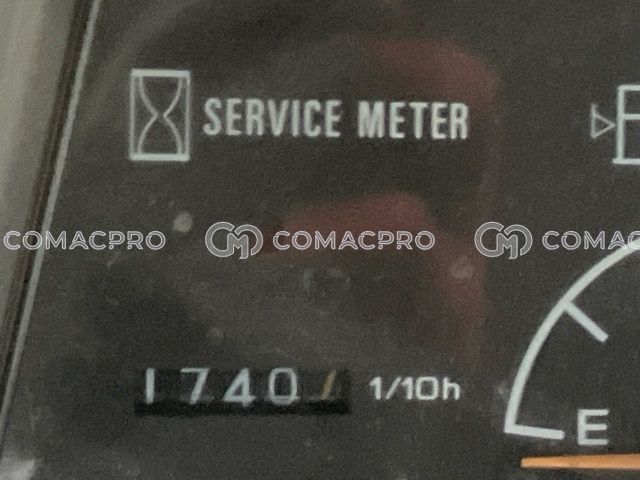 SERVICE METER
COMACPRO COMACPRO COMACPRO
1740 1/10h
E